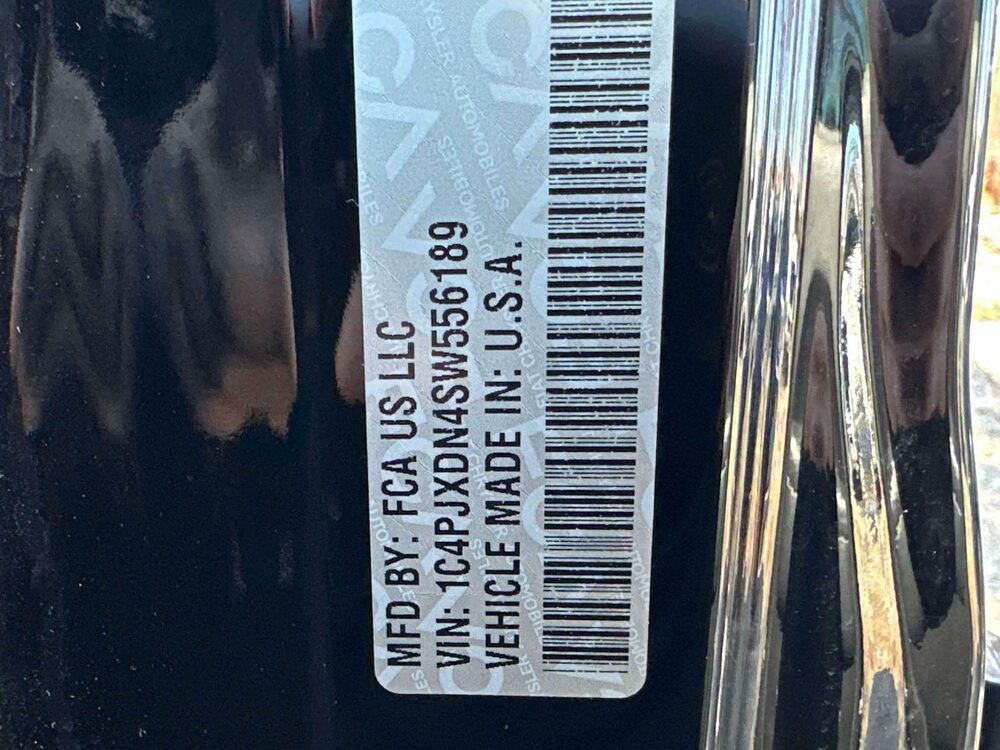 MFD BY: FCA US LLC
VIN: 1C4PJXDN4SW556189
VEHICLE MADE IN: U.S.A.